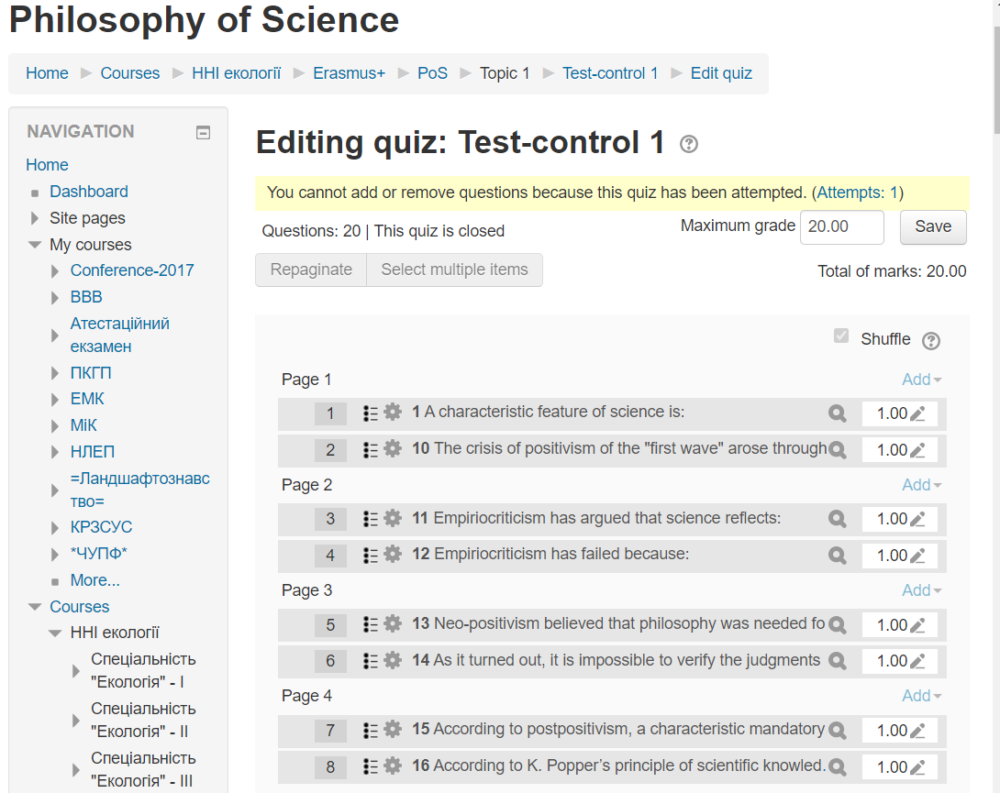 Philosophy of Science
Home Courses ННІ екології Erasmus+ PoS Topic 1 Test-control 1 Edit quiz
NAVIGATION
Home
Dashboard
Site pages
My courses
Conference-2017
ВВВ
Атестаційний
екзамен
ПКГП
ЕМК
МіК
НЛЕП
=Ландшафтознавс
тво=
КРЗСУС
*ЧУПФ*
More...
Courses
ННІ екології
Спеціальність
"Екологія" - I
Спеціальність
"Екологія" - II
Спеціальність
"Екологія" - III
Editing quiz: Test-control 1
You cannot add or remove questions because this quiz has been attempted. (Attempts: 1)
Questions: 20 | This quiz is closed
Maximum grade 20.00 Save
Repaginate Select multiple items
Total of marks: 20.00
Shuffle
Page 1 Add
1 1 A characteristic feature of science is: 1.00
2 10 The crisis of positivism of the "first wave" arose through 1.00
Page 2 Add
3 11 Empiriocriticism has argued that science reflects: 1.00
4 12 Empiriocriticism has failed because: 1.00
Page 3 Add
5 13 Neo-positivism believed that philosophy was needed fo 1.00
6 14 As it turned out, it is impossible to verify the judgments 1.00
Page 4 Add
7 15 According to postpositivism, a characteristic mandatory 1.00
8 16 According to K. Popper’s principle of scientific knowled. 1.00